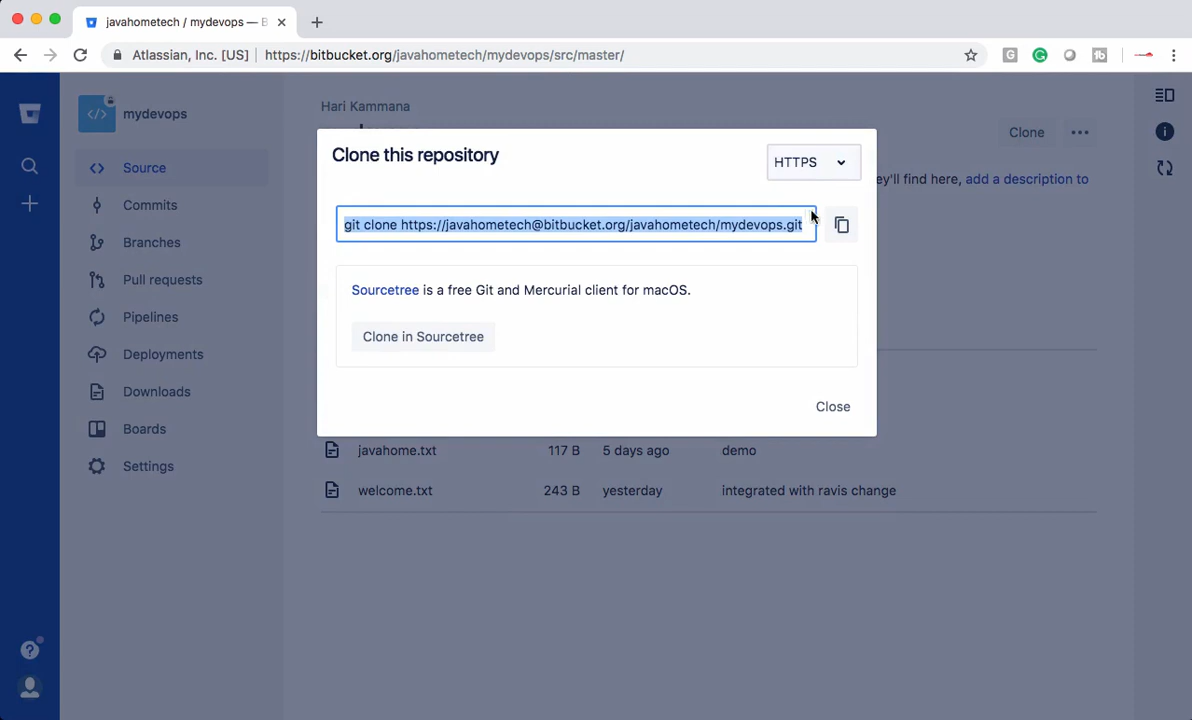 javahometech / mydevops — B
Atlassian, Inc. [US] https://bitbucket.org/javahometech/mydevops/src/master/
mydevops
Source
Commits
Branches
Pull requests
Pipelines
Deployments
Downloads
Boards
Settings
Hari Kammana
Clone
ey'll find here, add a description to
Clone this repository
HTTPS
git clone https://javahometech@bitbucket.org/javahometech/mydevops.git
Sourcetree is a free Git and Mercurial client for macOS.
Clone in Sourcetree
Close
javahome.txt 117 B 5 days ago demo
welcome.txt 243 B yesterday integrated with ravis change